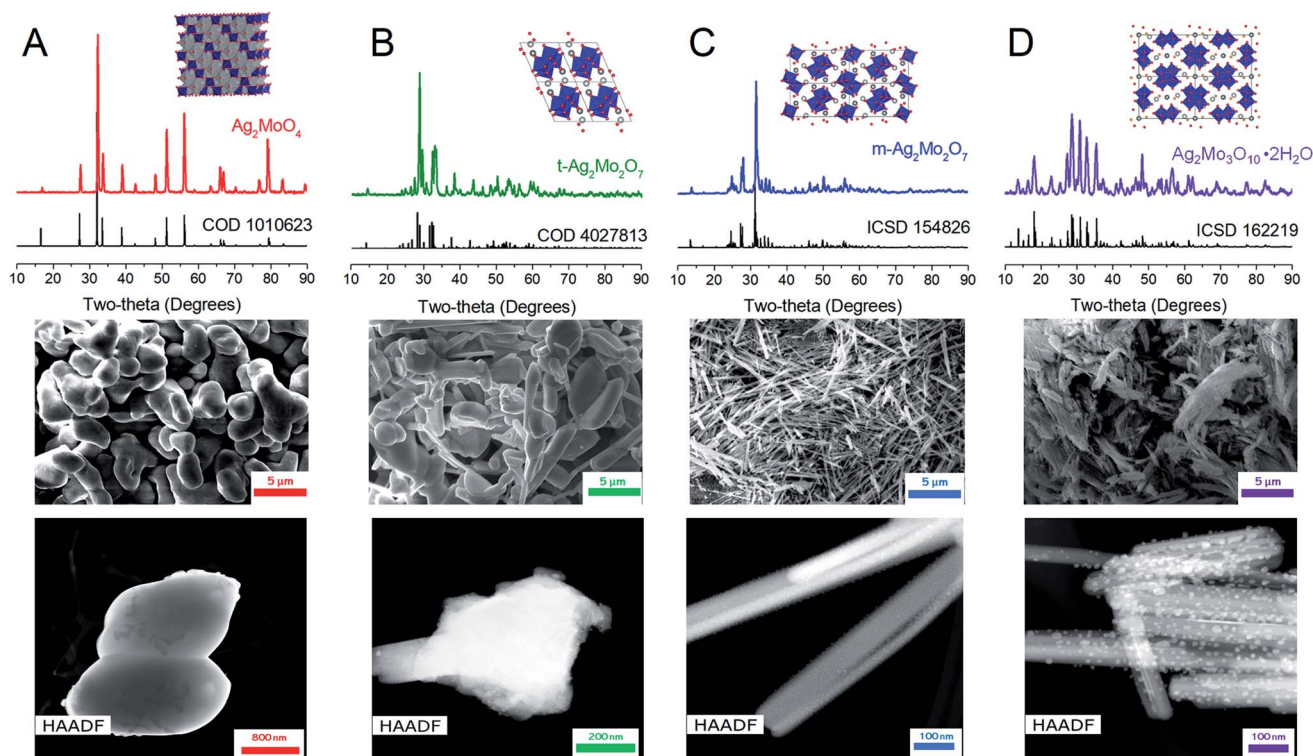 A
B
C
D
Ag₂MoO₄
t-Ag₂Mo₂O₇
m-Ag₂Mo₂O₇
Ag₂Mo₃O₁₀•2H₂O
COD 1010623
COD 4027813
ICSD 154826
ICSD 162219
10 20 30 40 50 60 70 80 90
10 20 30 40 50 60 70 80 90
10 20 30 40 50 60 70 80 90
10 20 30 40 50 60 70 80 90
Two-theta (Degrees)
Two-theta (Degrees)
Two-theta (Degrees)
Two-theta (Degrees)
5 µm
5 µm
5 µm
5 µm
HAADF
800 nm
HAADF
200 nm
HAADF
100 nm
HAADF
100 nm